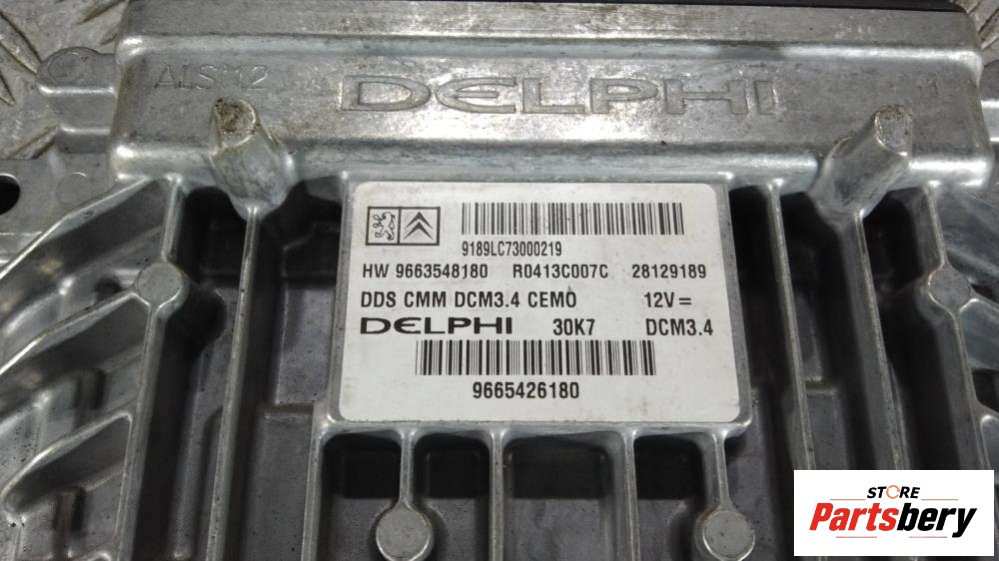 ALSi12
DELPHI
9189LC73000219
HW 9663548180 R0413C007C 28129189
DDS CMM DCM3.4 CEMO 12V=
DELPHI 30K7 DCM3.4
9665426180
STORE
Partsbery